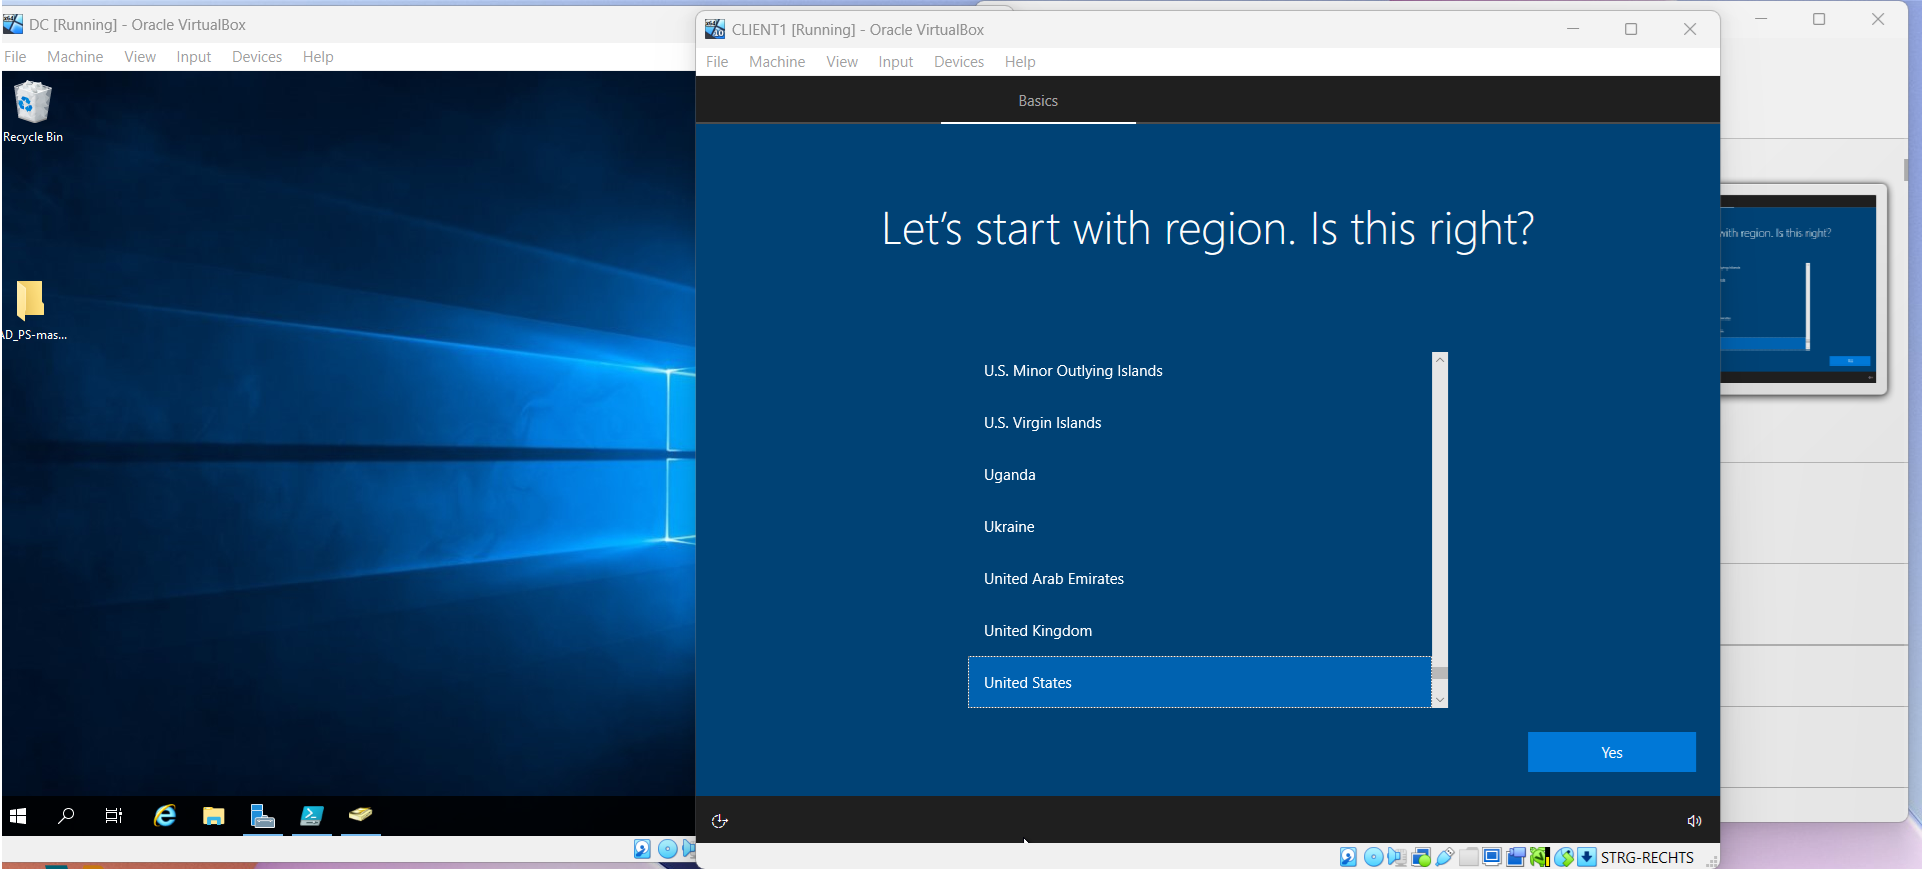 DC [Running] - Oracle VirtualBox
File Machine View Input Devices Help
Recycle Bin
AD_PS-mas...
CLIENT1 [Running] - Oracle VirtualBox
File Machine View Input Devices Help
Basics
Let's start with region. Is this right?
U.S. Minor Outlying Islands
U.S. Virgin Islands
Uganda
Ukraine
United Arab Emirates
United Kingdom
United States
Yes
STRG-RECHTS
with region. Is this right?